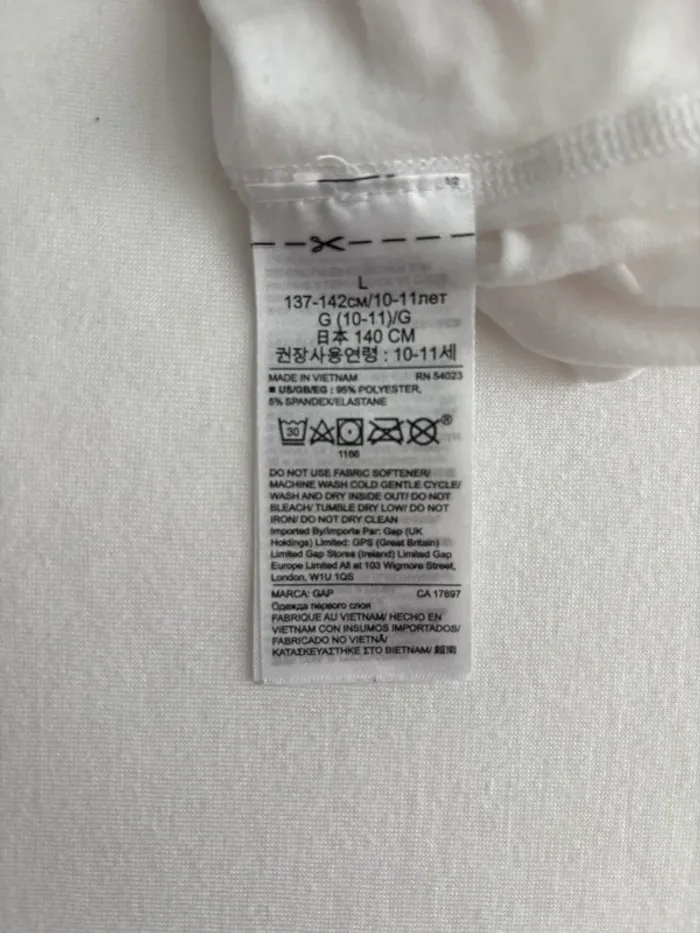 1/2
L
137-142см/10-11лет
G (10-11)/G
日本 140 CM
권장사용연령 : 10-11세
MADE IN VIETNAM RN 54023
■ US/GB/EG : 95% POLYESTER,
5% SPANDEX/ELASTANE
30
®
1166
DO NOT USE FABRIC SOFTENER/
MACHINE WASH COLD GENTLE CYCLE/
WASH AND DRY INSIDE OUT/ DO NOT
BLEACH/ TUMBLE DRY LOW/ DO NOT
IRON/ DO NOT DRY CLEAN
Imported By/Importe Par: Gap (UK
Holdings) Limited: GPS (Great Britain)
Limited Gap Stores (Ireland) Limited Gap
Europe Limited All at 103 Wigmore Street,
London, W1U 1QS
MARCA: GAP CA 17897
Одежда первого слоя
FABRIQUE AU VIETNAM/ HECHO EN
VIETNAM CON INSUMOS IMPORTADOS/
FABRICADO NO VIETNÃ/
ΚΑΤΑΣΚΕΥΑΣΤΗΚΕ ΣΤΟ ΒΙΕΤΝΑΜ/ 越南